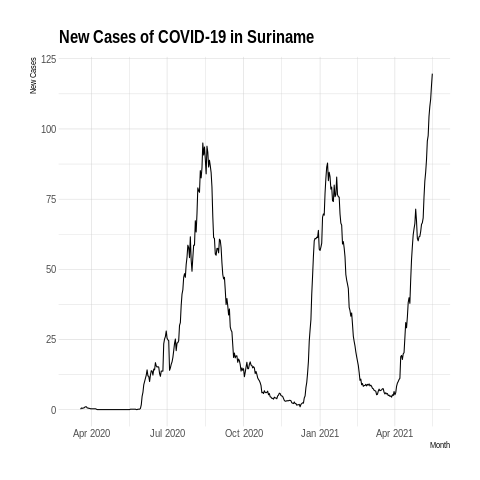 New Cases of COVID-19 in Suriname
New Cases
125
100
75
50
25
0
Apr 2020
Jul 2020
Oct 2020
Jan 2021
Apr 2021
Month